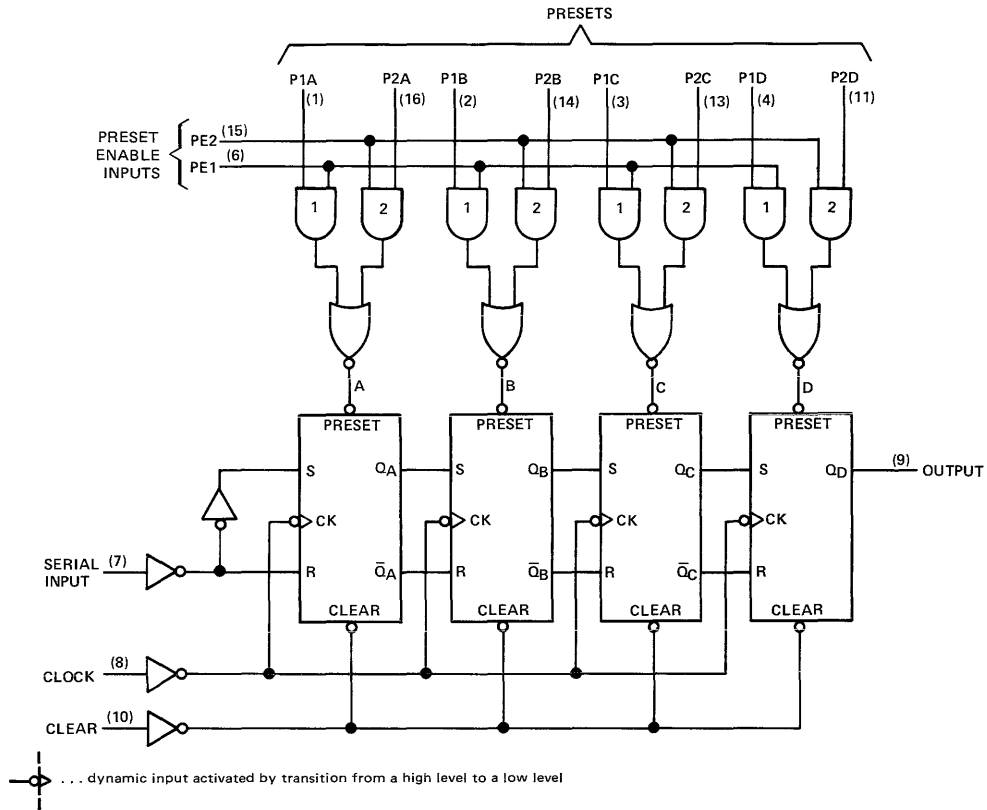 PRESETS
P1A P2A P1B P2B P1C P2C P1D P2D
(1) (16) (2) (14) (3) (13) (4) (11)
PRESET
ENABLE
INPUTS
PE2 (15)
PE1 (6)
1 2 1 2 1 2 1 2
A B C D
PRESET PRESET PRESET PRESET
S QA S QB S QC S QD (9) OUTPUT
CK CK CK CK
SERIAL
INPUT
(7)
R Q̄A R Q̄B R Q̄C R
CLEAR CLEAR CLEAR CLEAR
CLOCK (8)
CLEAR (10)
. . . dynamic input activated by transition from a high level to a low level